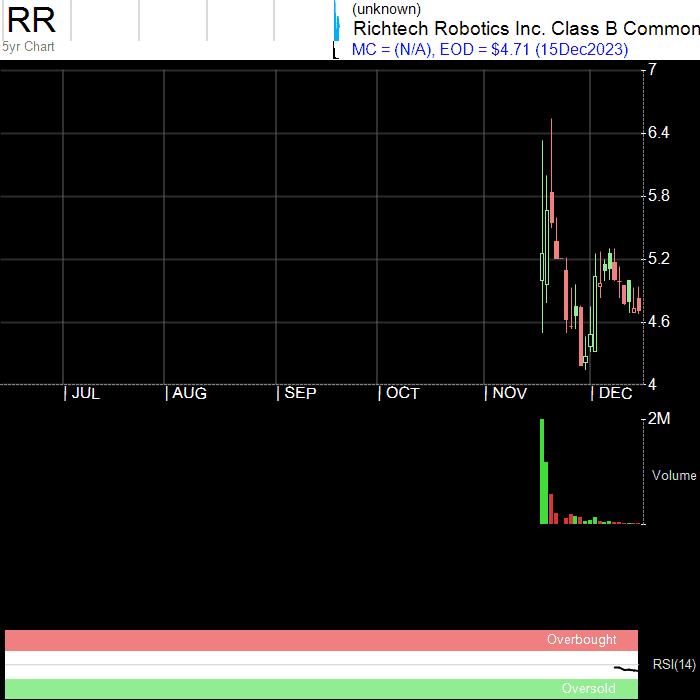 RR
5yr Chart
(unknown)
Richtech Robotics Inc. Class B Common
MC = (N/A), EOD = $4.71 (15Dec2023)
7
6.4
5.8
5.2
4.6
4
JUL AUG SEP OCT NOV DEC
2M
Volume
Overbought
RSI(14)
Oversold